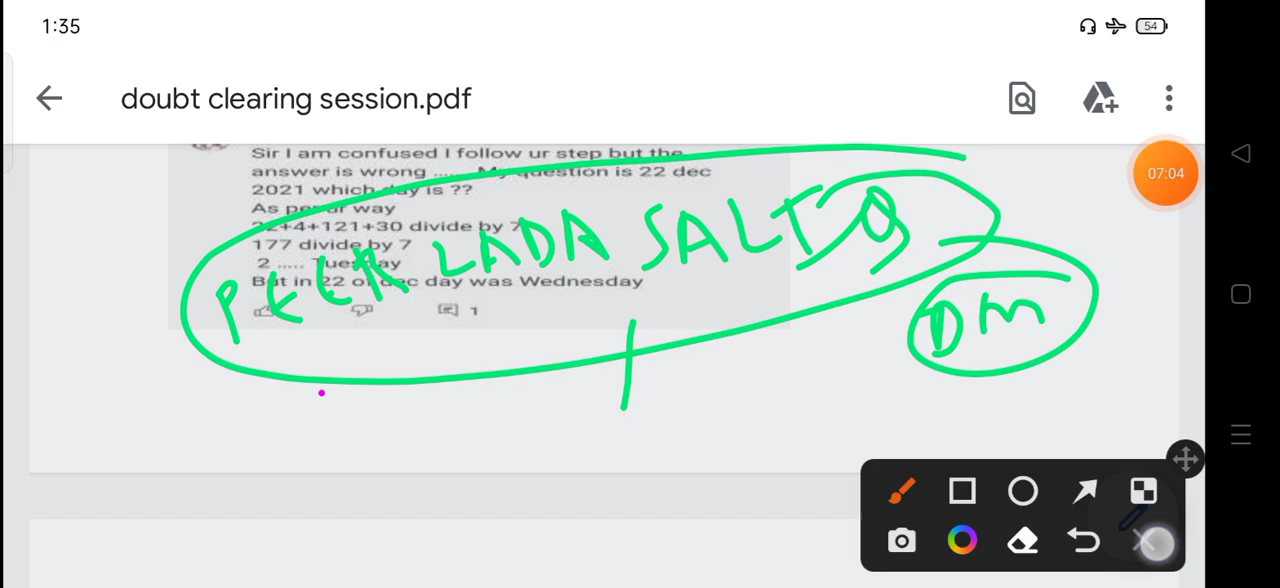 1:35
54
doubt clearing session.pdf
07:04
Sir I am confused I follow ur step but the
answer is wrong ...... My question is 22 dec
2021 which day is ??
As per ur way
22+4+121+30 divide by 7
177 divide by 7
2 ..... Tuesday
But in 22 of dec day was Wednesday
1
LADA SALT
DM